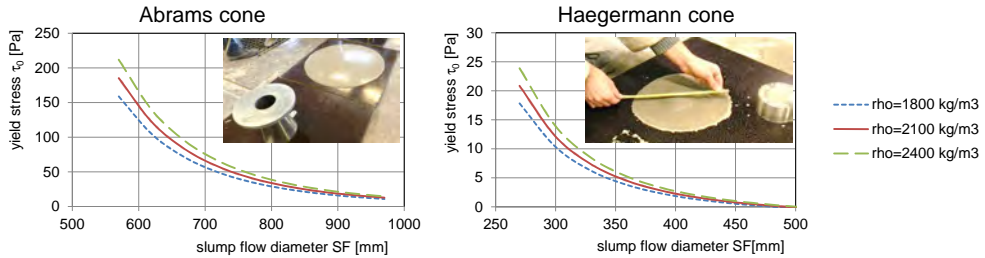 Abrams cone
yield stress τ0 [Pa]
250
200
150
100
50
0
500 600 700 800 900 1000
slump flow diameter SF [mm]
Haegermann cone
yield stress τ0 [Pa]
30
25
20
15
10
5
0
250 300 350 400 450 500
slump flow diameter SF[mm]
rho=1800 kg/m3
rho=2100 kg/m3
rho=2400 kg/m3